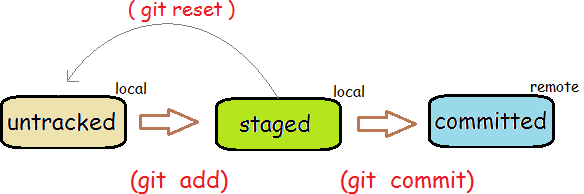 ( git reset )
local
local
remote
untracked
staged
committed
(git add)
(git commit)